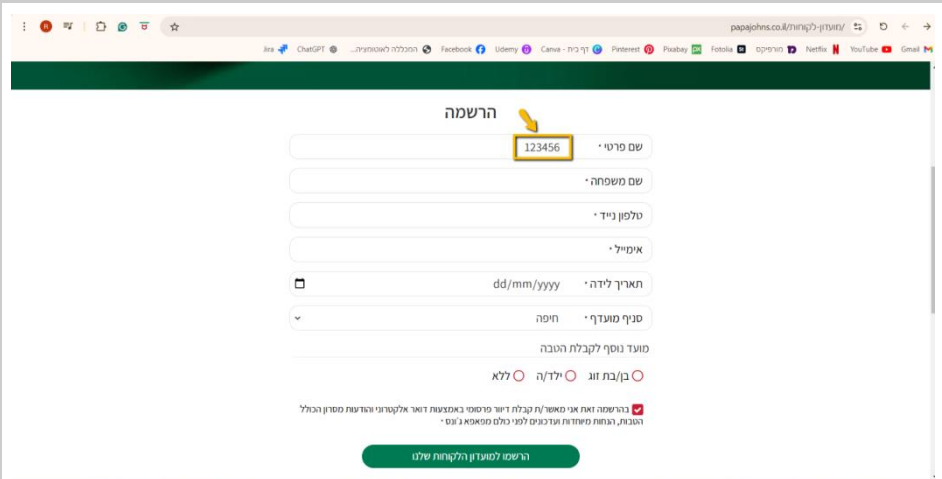 papajohns.co.il/מועדון-לקוחות/
Gmail YouTube Netflix מורפיקס Fotolia Pixabay Pinterest דף בית - Canva Udemy Facebook המכללה לאוטומציה... ChatGPT Jira
הרשמה
שם פרטי * 123456
שם משפחה *
טלפון נייד *
אימייל *
תאריך לידה * dd/mm/yyyy
סניף מועדף * חיפה
מועד נוסף לקבלת הטבה
בן/בת זוג ילד/ה ללא
בהרשמה זאת אני מאשר/ת קבלת דיוור פרסומי באמצעות דואר אלקטרוני והודעות מסרון הכולל
הטבות, הנחות מיוחדות ועדכונים לפני כולם מפאפא ג'ונס *
הרשמו למועדון הלקוחות שלנו